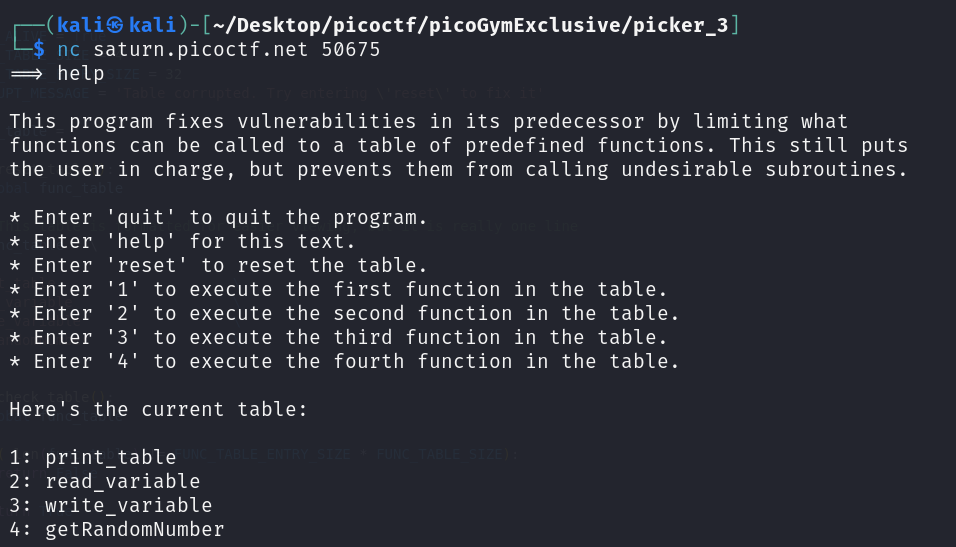 ┌──(kali㉿kali)-[~/Desktop/picoctf/picoGymExclusive/picker_3]
└─$ nc saturn.picoctf.net 50675
==> help
This program fixes vulnerabilities in its predecessor by limiting what
functions can be called to a table of predefined functions. This still puts
the user in charge, but prevents them from calling undesirable subroutines.
* Enter 'quit' to quit the program.
* Enter 'help' for this text.
* Enter 'reset' to reset the table.
* Enter '1' to execute the first function in the table.
* Enter '2' to execute the second function in the table.
* Enter '3' to execute the third function in the table.
* Enter '4' to execute the fourth function in the table.
Here's the current table:
1: print_table
2: read_variable
3: write_variable
4: getRandomNumber